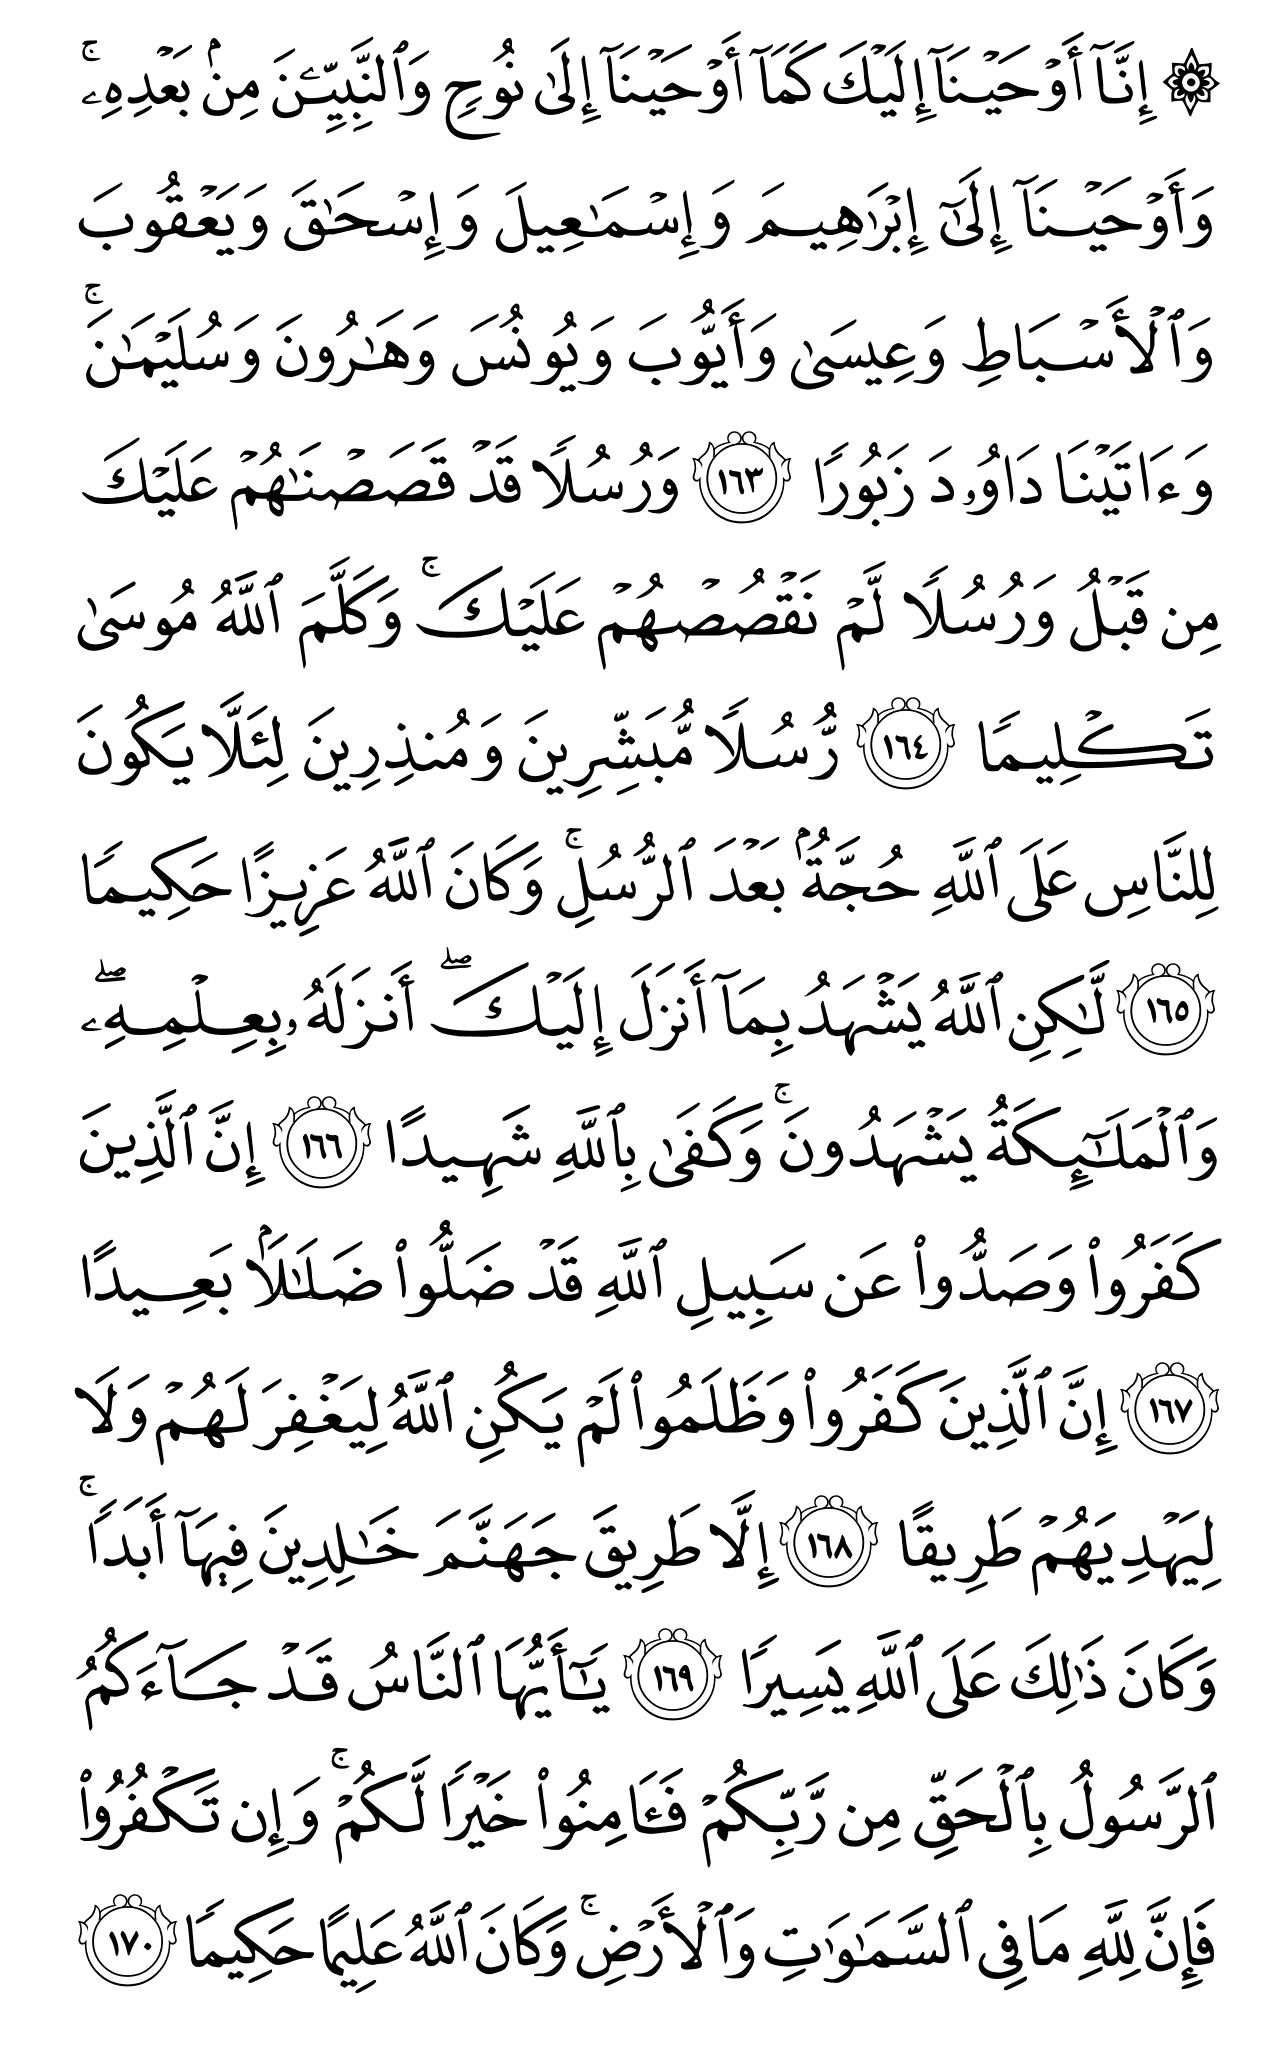 ۞ إِنَّآ أَوۡحَيۡنَآ إِلَيۡكَ كَمَآ أَوۡحَيۡنَآ إِلَىٰ نُوحٖ وَٱلنَّبِيِّـۧنَ مِنۢ بَعۡدِهِۦۚ
وَأَوۡحَيۡنَآ إِلَىٰٓ إِبۡرَٰهِيمَ وَإِسۡمَٰعِيلَ وَإِسۡحَٰقَ وَيَعۡقُوبَ
وَٱلۡأَسۡبَاطِ وَعِيسَىٰ وَأَيُّوبَ وَيُونُسَ وَهَٰرُونَ وَسُلَيۡمَٰنَۚ
وَءَاتَيۡنَا دَاوُۥدَ زَبُورٗا ١٦٣ وَرُسُلٗا قَدۡ قَصَصۡنَٰهُمۡ عَلَيۡكَ
مِن قَبۡلُ وَرُسُلٗا لَّمۡ نَقۡصُصۡهُمۡ عَلَيۡكَۚ وَكَلَّمَ ٱللَّهُ مُوسَىٰ
تَكۡلِيمٗا ١٦٤ رُّسُلٗا مُّبَشِّرِينَ وَمُنذِرِينَ لِئَلَّا يَكُونَ
لِلنَّاسِ عَلَى ٱللَّهِ حُجَّةُۢ بَعۡدَ ٱلرُّسُلِۚ وَكَانَ ٱللَّهُ عَزِيزًا حَكِيمٗا
١٦٥ لَّٰكِنِ ٱللَّهُ يَشۡهَدُ بِمَآ أَنزَلَ إِلَيۡكَۖ أَنزَلَهُۥ بِعِلۡمِهِۦۖ
وَٱلۡمَلَٰٓئِكَةُ يَشۡهَدُونَۚ وَكَفَىٰ بِٱللَّهِ شَهِيدًا ١٦٦ إِنَّ ٱلَّذِينَ
كَفَرُواْ وَصَدُّواْ عَن سَبِيلِ ٱللَّهِ قَدۡ ضَلُّواْ ضَلَٰلَۢا بَعِيدًا
١٦٧ إِنَّ ٱلَّذِينَ كَفَرُواْ وَظَلَمُواْ لَمۡ يَكُنِ ٱللَّهُ لِيَغۡفِرَ لَهُمۡ وَلَا
لِيَهۡدِيَهُمۡ طَرِيقًا ١٦٨ إِلَّا طَرِيقَ جَهَنَّمَ خَٰلِدِينَ فِيهَآ أَبَدٗاۚ
وَكَانَ ذَٰلِكَ عَلَى ٱللَّهِ يَسِيرٗا ١٦٩ يَٰٓأَيُّهَا ٱلنَّاسُ قَدۡ جَآءَكُمُ
ٱلرَّسُولُ بِٱلۡحَقِّ مِن رَّبِّكُمۡ فَـَٔامِنُواْ خَيۡرٗا لَّكُمۡۚ وَإِن تَكۡفُرُواْ
فَإِنَّ لِلَّهِ مَا فِي ٱلسَّمَٰوَٰتِ وَٱلۡأَرۡضِۚ وَكَانَ ٱللَّهُ عَلِيمًا حَكِيمٗا ١٧٠